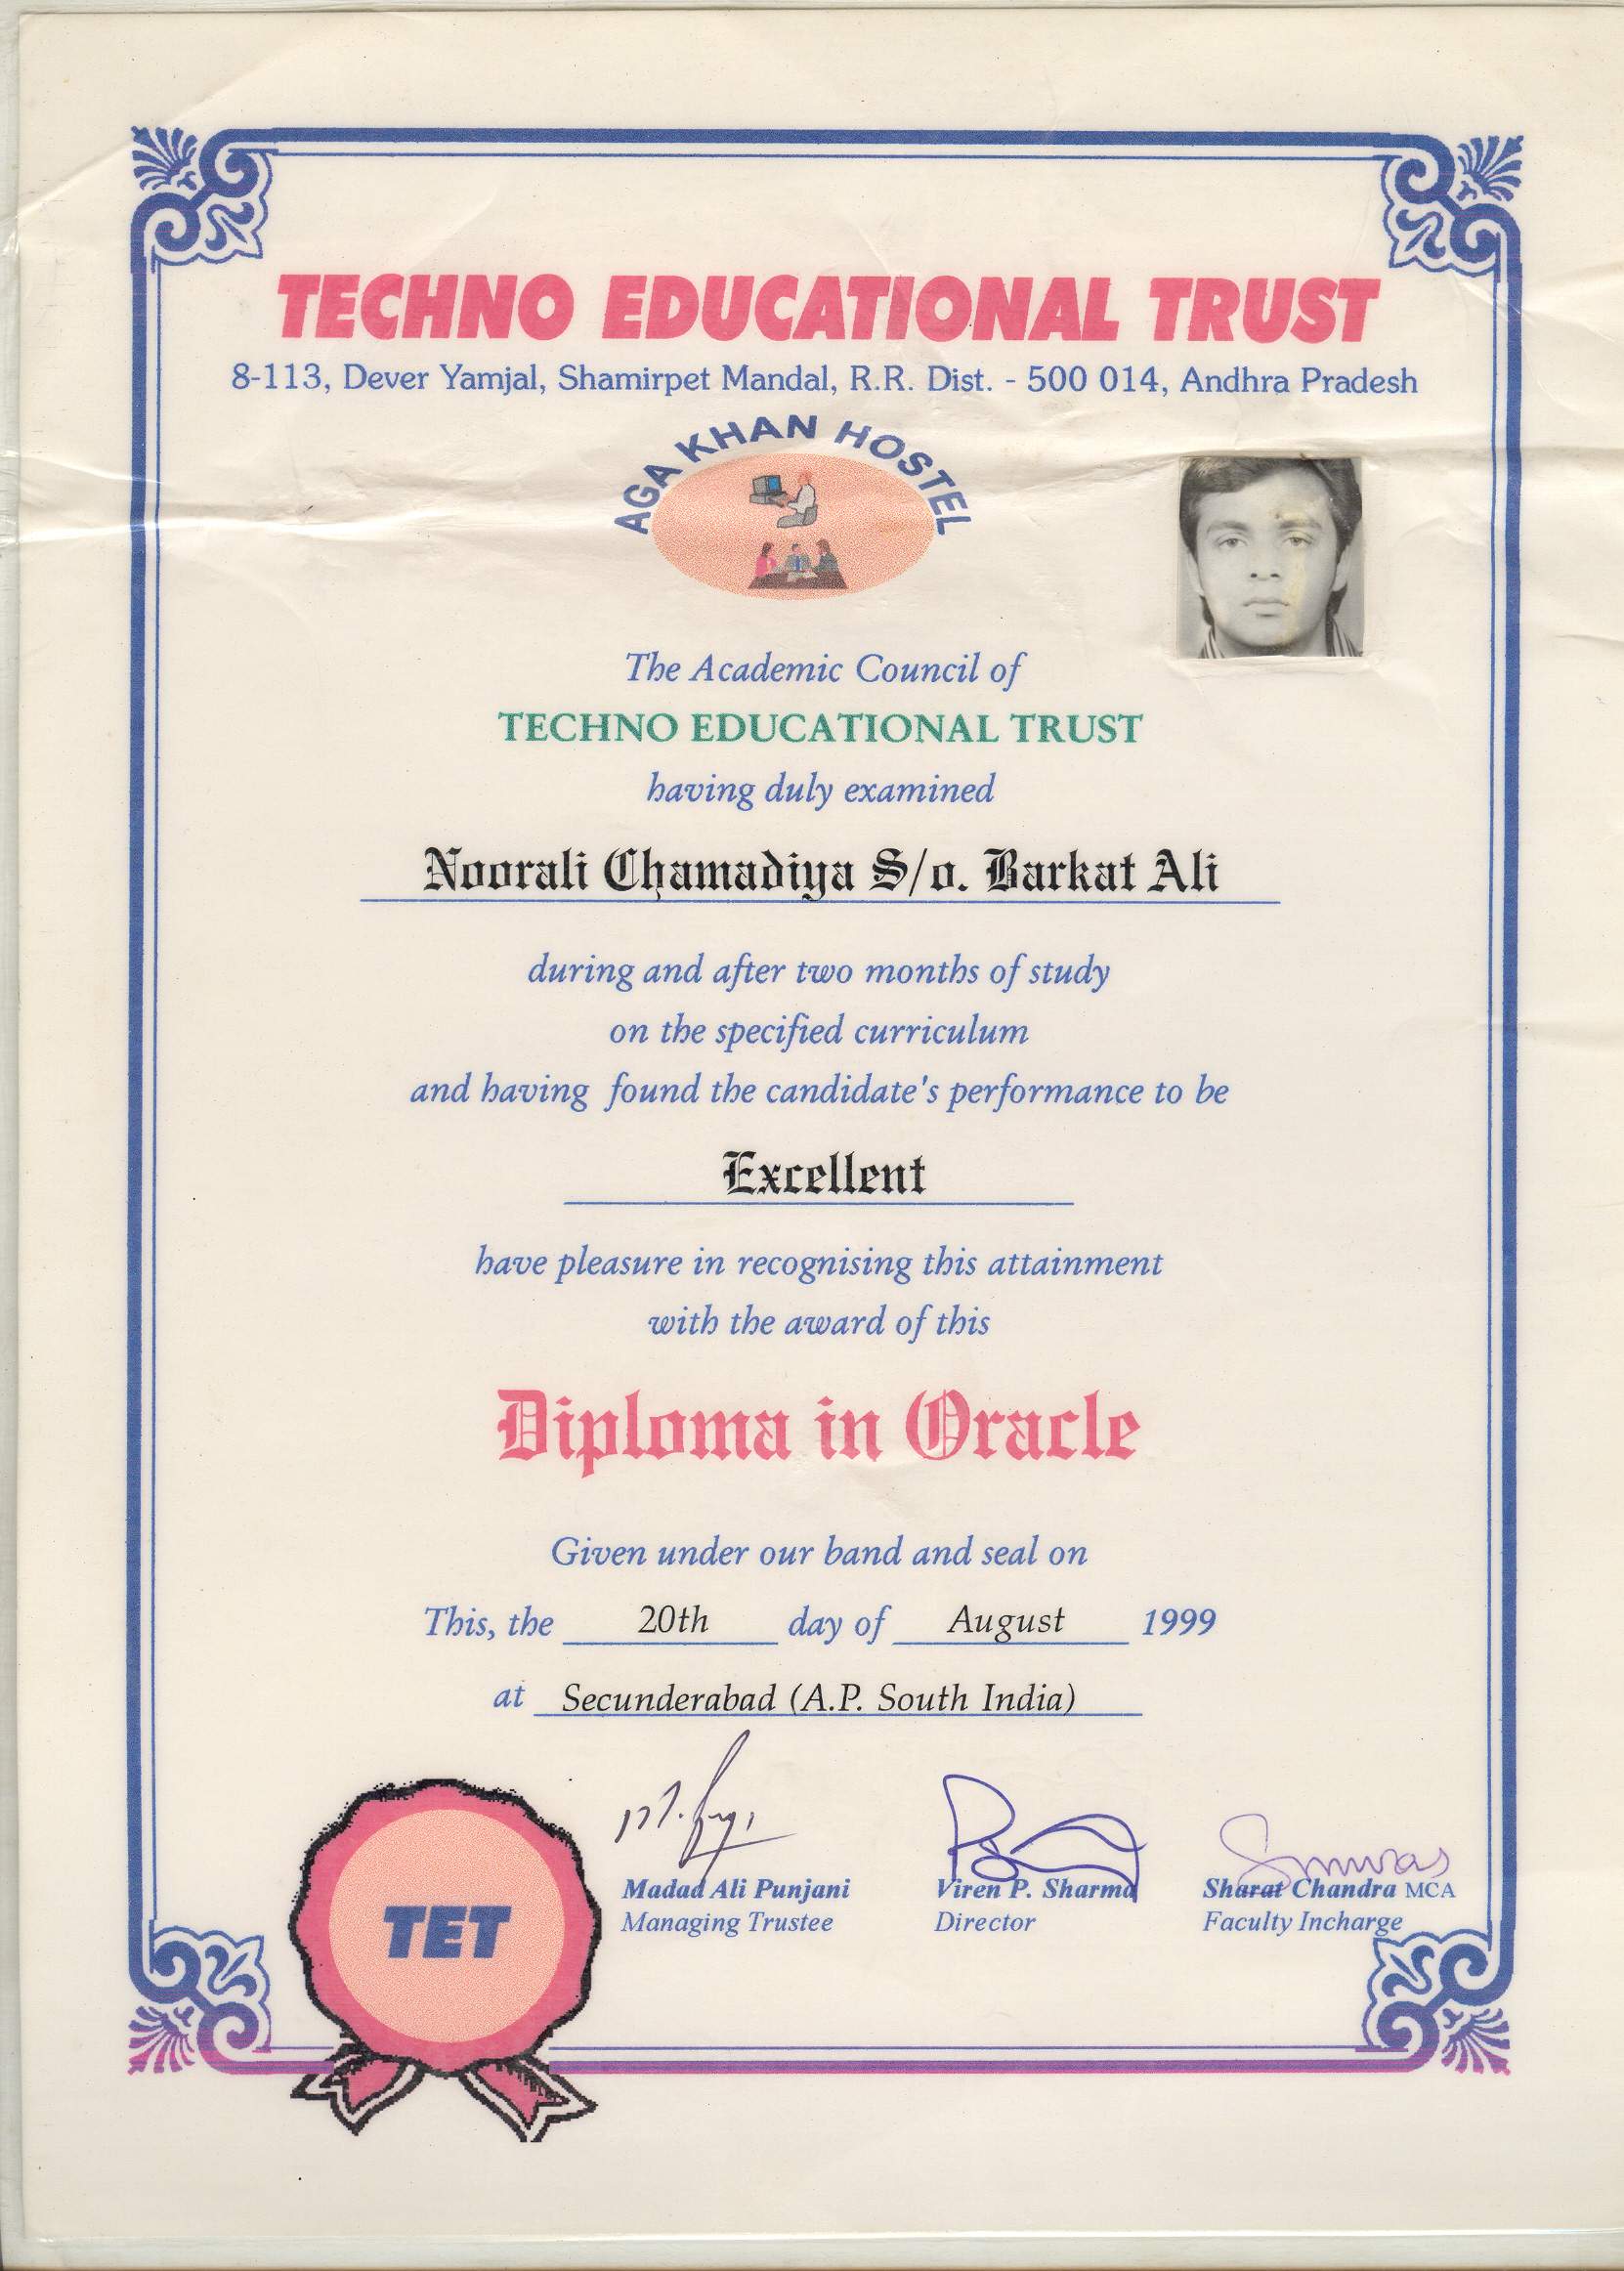 TECHNO EDUCATIONAL TRUST
8-113, Dever Yamjal, Shamirpet Mandal, R.R. Dist. - 500 014, Andhra Pradesh
AGA KHAN HOSTEL
The Academic Council of
TECHNO EDUCATIONAL TRUST
having duly examined
Noorali Chamadiya S/o. Barkat Ali
during and after two months of study
on the specified curriculum
and having found the candidate's performance to be
Excellent
have pleasure in recognising this attainment
with the award of this
Diploma in Oracle
Given under our band and seal on
This, the 20th day of August 1999
at Secunderabad (A.P. South India)
Madad Ali Punjani Viren P. Sharma Sharat Chandra MCA
Managing Trustee Director Faculty Incharge
TET